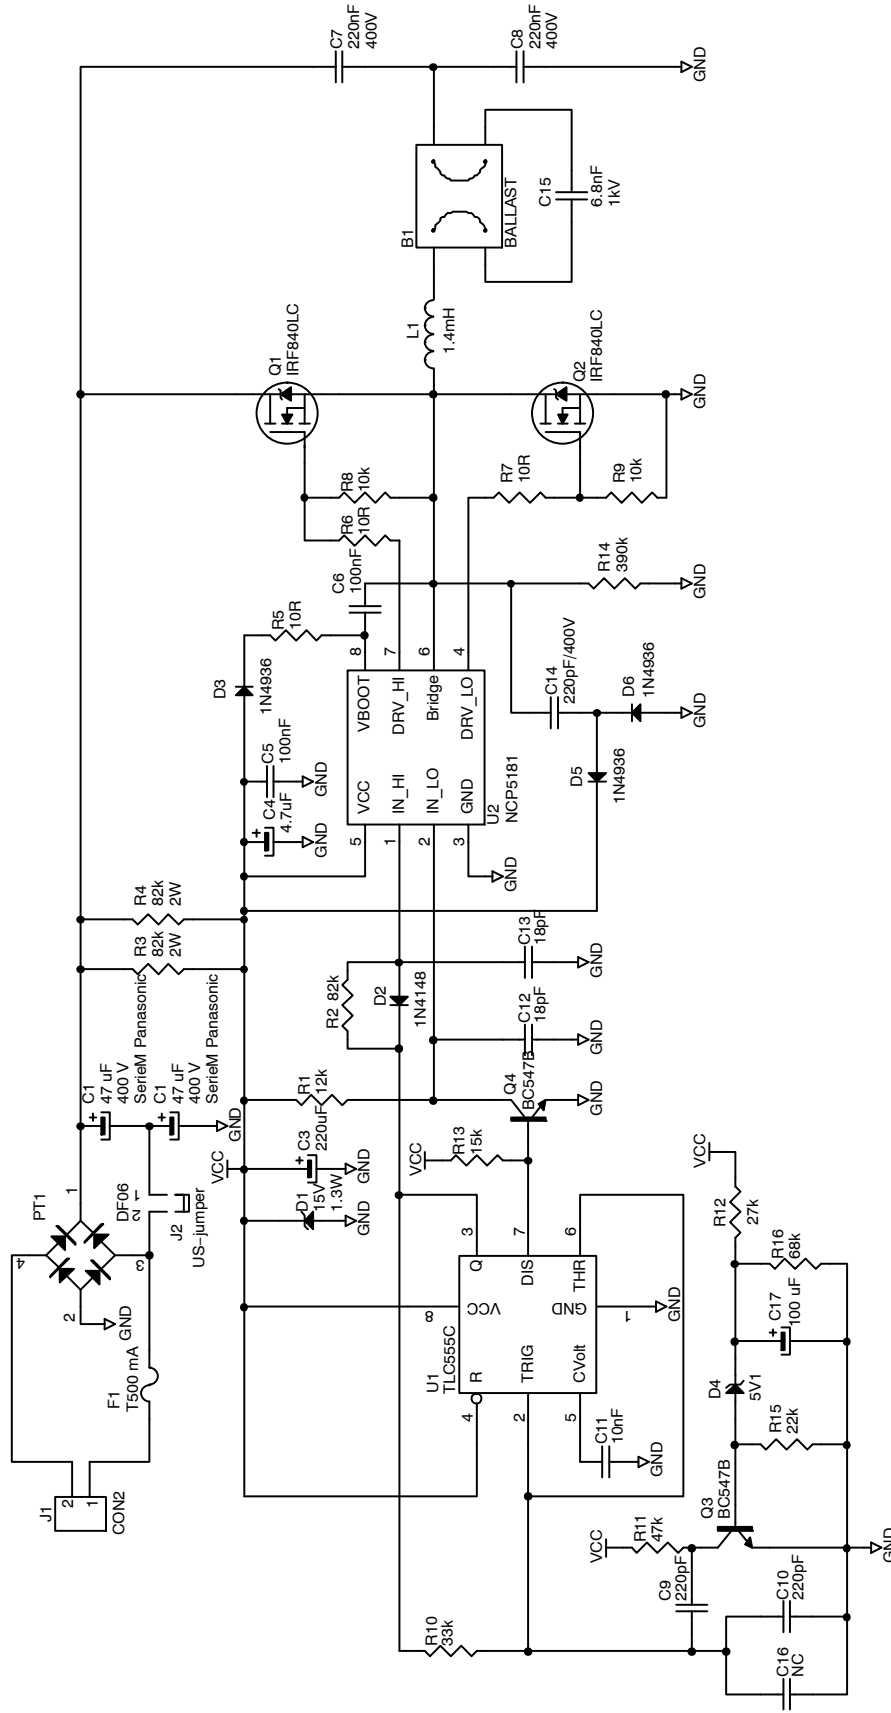 C7
220nF
400V
C8
220nF
400V
GND
B1
BALLAST
C15
6.8nF
1kV
L1
1.4mH
Q1
IRF840LC
Q2
IRF840LC
GND
R8
10k
R6
10R
R7
10R
R9
10k
C6
100nF
R14
390k
GND
R5
10R
D3
1N4936
8
7
6
4
VBOOT
DRV_HI
Bridge
DRV_LO
VCC
IN_HI
IN_LO
GND
U2
NCP5181
5
1
2
3
GND
C14
220pF/400V
D6
1N4936
GND
D5
1N4936
C5
100nF
GND
C4
4.7uF
+
GND
R4
82k
2W
R3
82k
2W
C1
47 uF
400 V
SerieM Panasonic
+
C1
47 uF
400 V
SerieM Panasonic
+
GND
R2 82k
D2
1N4148
C13
18pF
GND
C12
18pF
GND
R1
12k
Q4
BC547B
GND
VCC
C3
220uF
+
GND
D1
15V
1.3W
GND
VCC
R13
15k
PT1
DF06
1
4
3
2
GND
1
2
J2
US-jumper
F1
T500 mA
J1
2
1
CON2
3
7
6
Q
DIS
THR
VCC
GND
8
1
GND
R
TRIG
CVolt
U1
TLC555C
4
2
5
C11
10nF
GND
VCC
R12
27k
R16
68k
C17
100 uF
+
D4
5V1
R15
22k
Q3
BC547B
VCC
R11
47k
C9
220pF
C10
220pF
C16
NC
GND
R10
33k